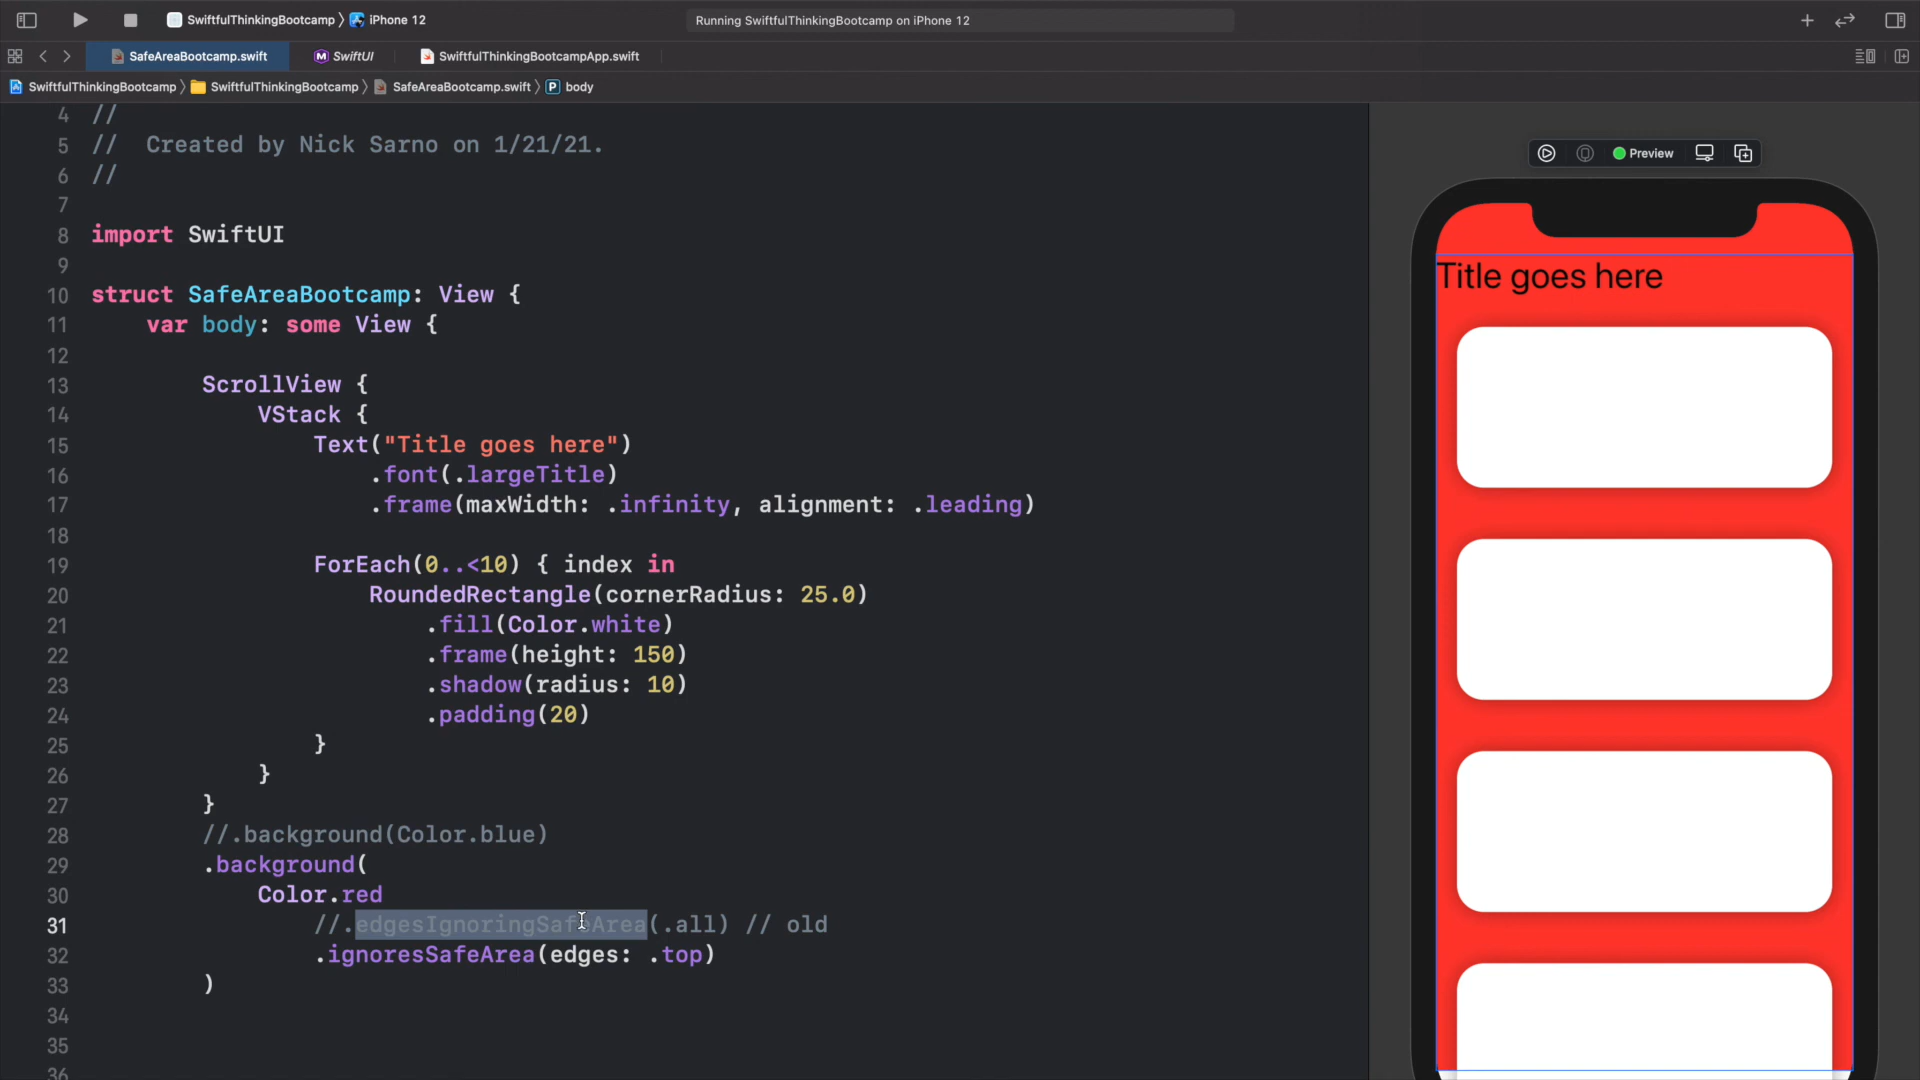 SwiftfulThinkingBootcamp 〉 iPhone 12
Running SwiftfulThinkingBootcamp on iPhone 12
SafeAreaBootcamp.swift
SwiftUI
SwiftfulThinkingBootcampApp.swift
SwiftfulThinkingBootcamp 〉 SwiftfulThinkingBootcamp 〉 SafeAreaBootcamp.swift 〉 P body
4 //
5 //  Created by Nick Sarno on 1/21/21.
6 //
7
8 import SwiftUI
9
10 struct SafeAreaBootcamp: View {
11     var body: some View {
12
13         ScrollView {
14             VStack {
15                 Text("Title goes here")
16                     .font(.largeTitle)
17                     .frame(maxWidth: .infinity, alignment: .leading)
18
19                 ForEach(0..<10) { index in
20                     RoundedRectangle(cornerRadius: 25.0)
21                         .fill(Color.white)
22                         .frame(height: 150)
23                         .shadow(radius: 10)
24                         .padding(20)
25                 }
26             }
27         }
28         //.background(Color.blue)
29         .background(
30             Color.red
31                 //.edgesIgnoringSafeArea(.all) // old
32                 .ignoresSafeArea(edges: .top)
33         )
34
35
36
Preview
Title goes here